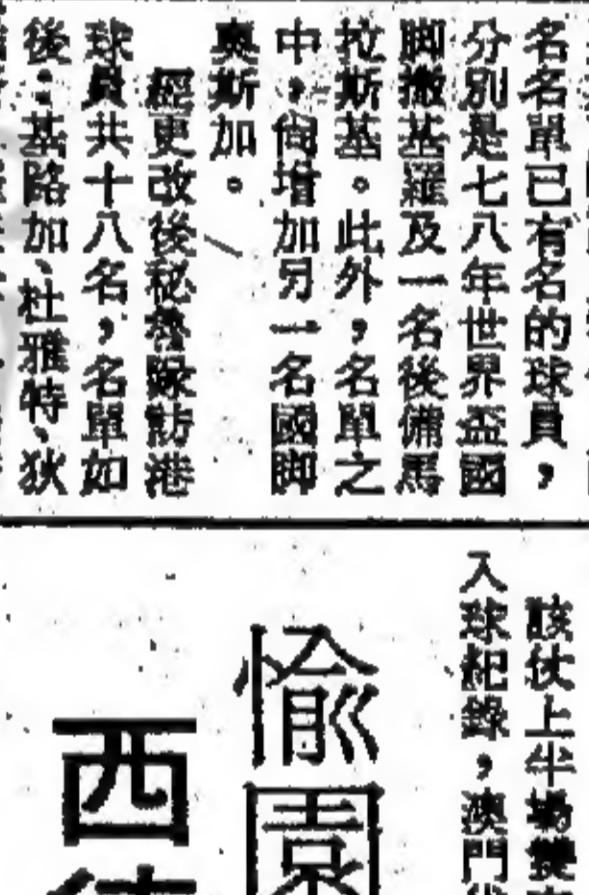 名名單已有名的球員，
分別是七八年世界盃國
脚撒基羅及一名後備馬
拉斯基。此外，名單之
中，尙增加另一名國脚
奧斯加。
經更改後秘魯隊訪港
球員共十八名，名單如
後：基路加、杜雅特、狄
該仗上半場雙
入球紀錄，澳門
愉園
西